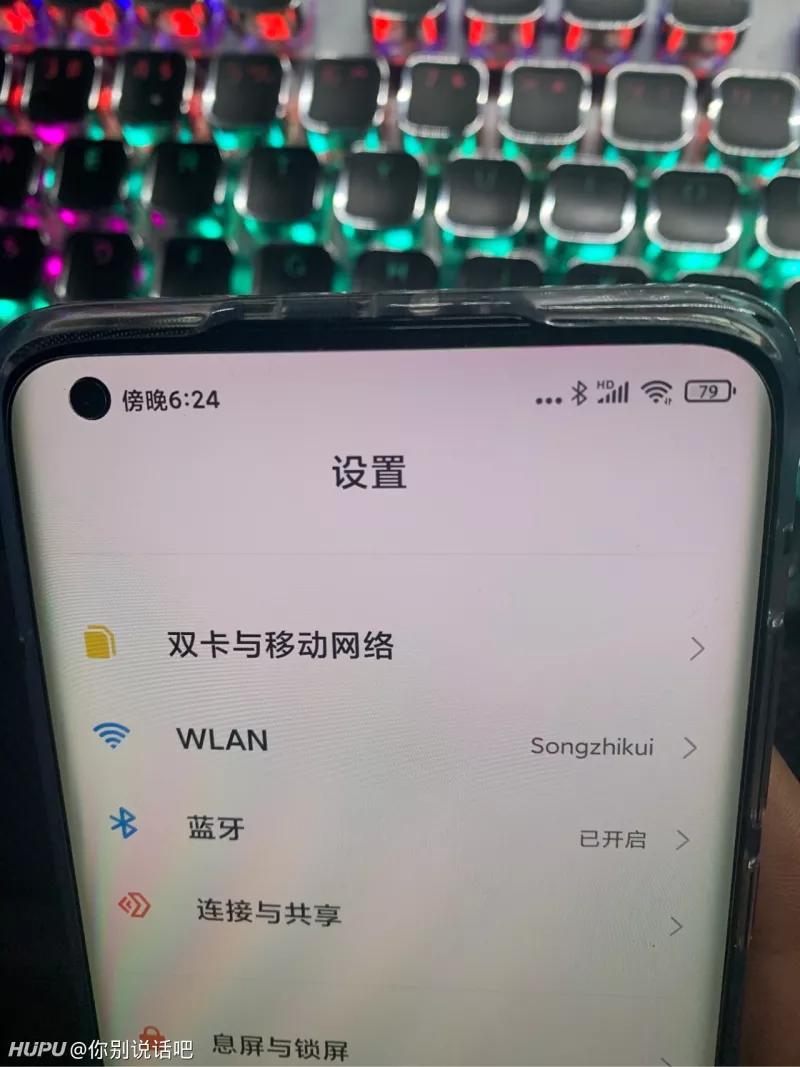 傍晚6:24
HD
79
设置
双卡与移动网络
WLAN
Songzhikui
蓝牙
已开启
连接与共享
息屏与锁屏
HUPU @你别说话吧